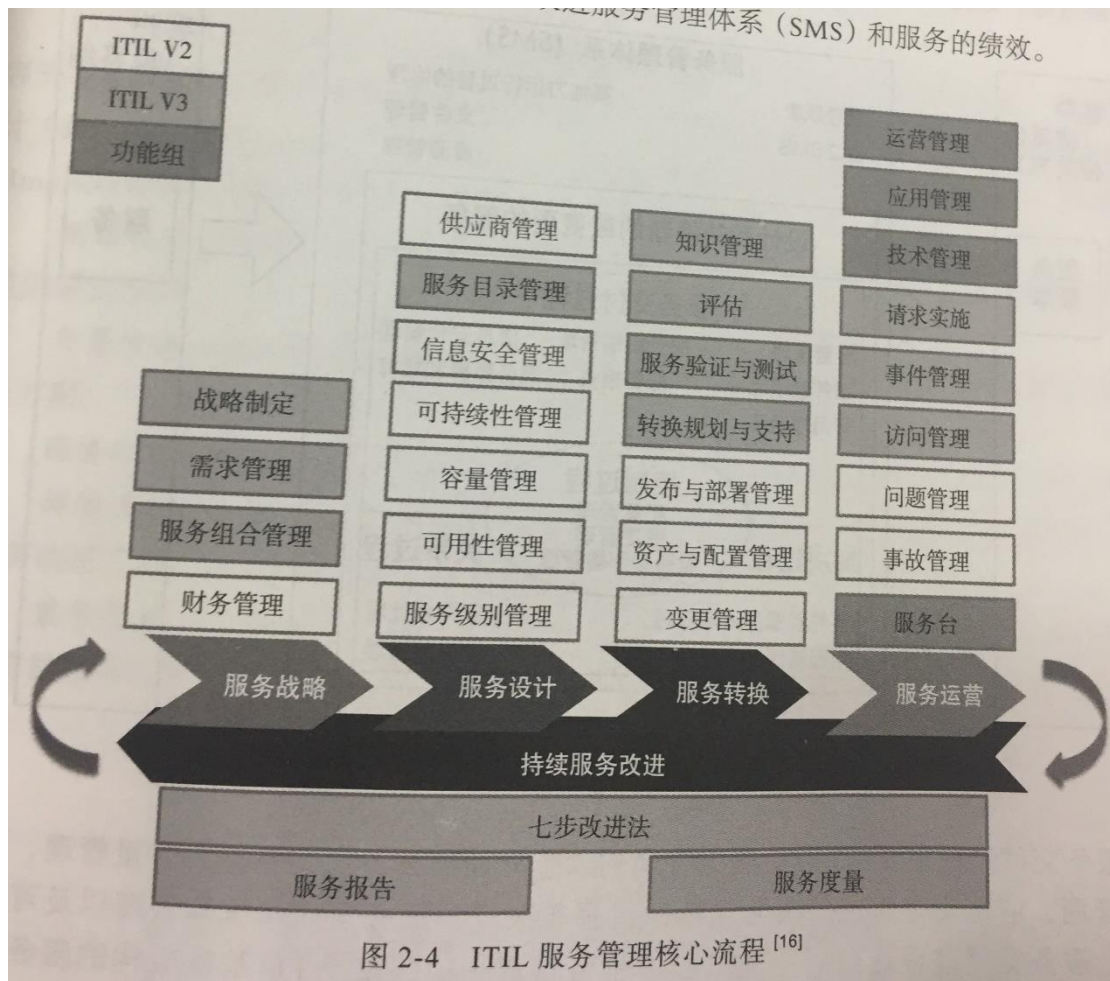 服务管理体系（SMS）和服务的绩效。
ITIL V2
ITIL V3
功能组
战略制定
需求管理
服务组合管理
财务管理
供应商管理
服务目录管理
信息安全管理
可持续性管理
容量管理
可用性管理
服务级别管理
知识管理
评估
服务验证与测试
转换规划与支持
发布与部署管理
资产与配置管理
变更管理
运营管理
应用管理
技术管理
请求实施
事件管理
访问管理
问题管理
事故管理
服务台
服务战略
服务设计
服务转换
服务运营
持续服务改进
七步改进法
服务报告
服务度量
图 2-4 ITIL 服务管理核心流程 [16]